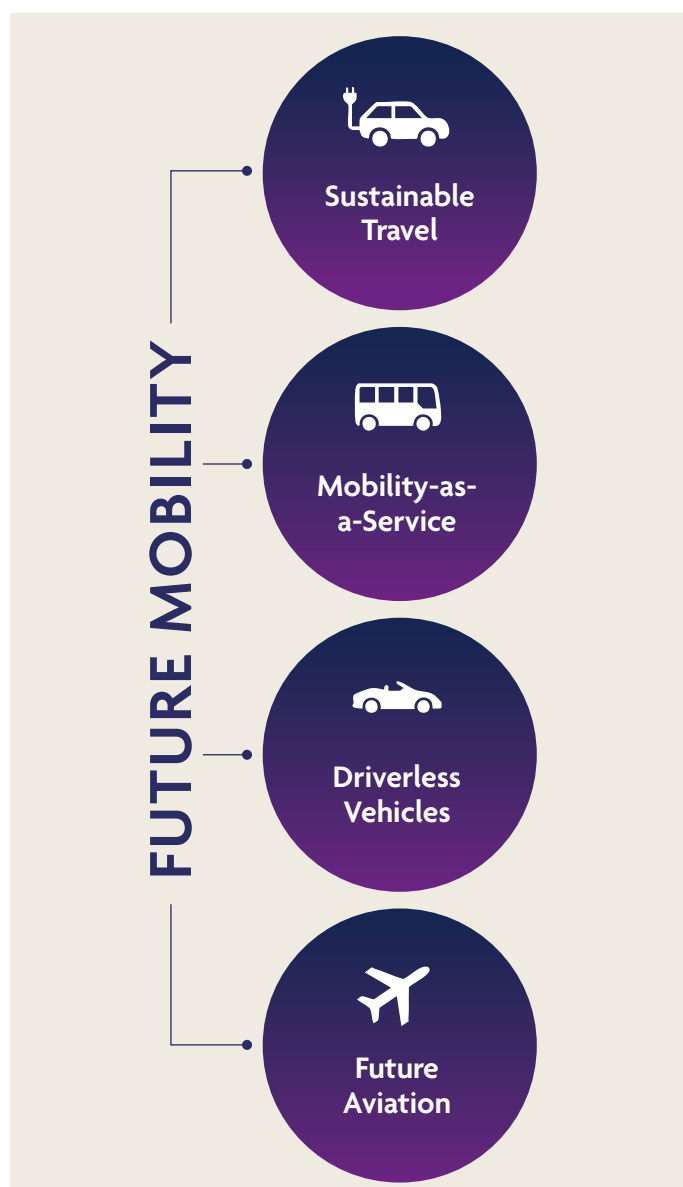 FUTURE MOBILITY
Sustainable
Travel
Mobility-as-
a-Service
Driverless
Vehicles
Future
Aviation